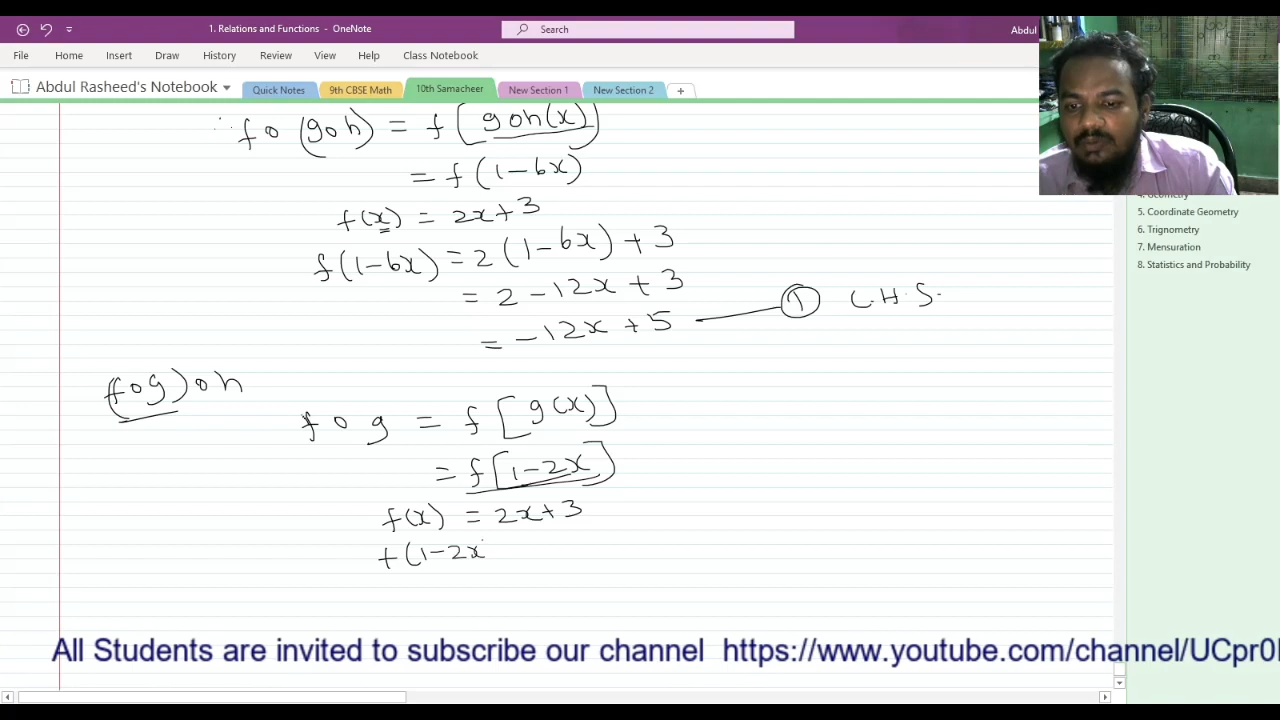 1. Relations and Functions - OneNote
Search
Abdul
File Home Insert Draw History Review View Help Class Notebook
Abdul Rasheed's Notebook
Quick Notes
9th CBSE Math
10th Samacheer
New Section 1
New Section 2
∴ f o (goh) = f [ goh(x) ]
= f (1-6x)
f(x) = 2x+3
f(1-6x) = 2 (1-6x) + 3
= 2 -12x + 3
= -12x +5 ① L.H.S.
(fog) o h
f o g = f [g(x)]
= f [1-2x]
f(x) = 2x+3
f(1-2x
5. Coordinate Geometry
6. Trignometry
7. Mensuration
8. Statistics and Probability
All Students are invited to subscribe our channel https://www.youtube.com/channel/UCpr0